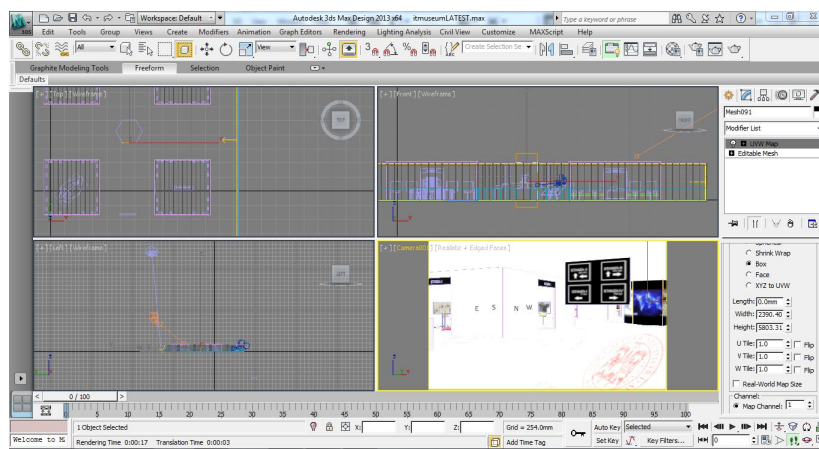 Workspace: Default
Autodesk 3ds Max Design 2013 x64 itmuseumLATEST.max
Type a keyword or phrase
Edit Tools Group Views Create Modifiers Animation Graph Editors Rendering Lighting Analysis Civil View Customize MAXScript Help
All View Create Selection Se
Graphite Modeling Tools Freeform Selection Object Paint
Defaults
[+][Top][Wireframe]
TOP
[+][Front][Wireframe]
FRONT
Mesh091
Modifier List
UVW Map
Editable Mesh
[+][Left][Wireframe]
LEFT
[+][Camera001][Realistic + Edged Faces]
E S N W
Shrink Wrap
Box
Face
XYZ to UVW
Length: 0.0mm
Width: 2390.40
Height: 5803.31
U Tile: 1.0 Flip
V Tile: 1.0 Flip
W Tile: 1.0 Flip
Real-World Map Size
Channel:
Map Channel: 1
0 / 100
0 5 10 15 20 25 30 35 40 45 50 55 60 65 70 75 80 85 90 95 100
1 Object Selected X: Y: Z: Grid = 254.0mm Auto Key Selected
Welcome to M Rendering Time 0:00:17 Translation Time 0:00:03 Add Time Tag Set Key Key Filters... 0